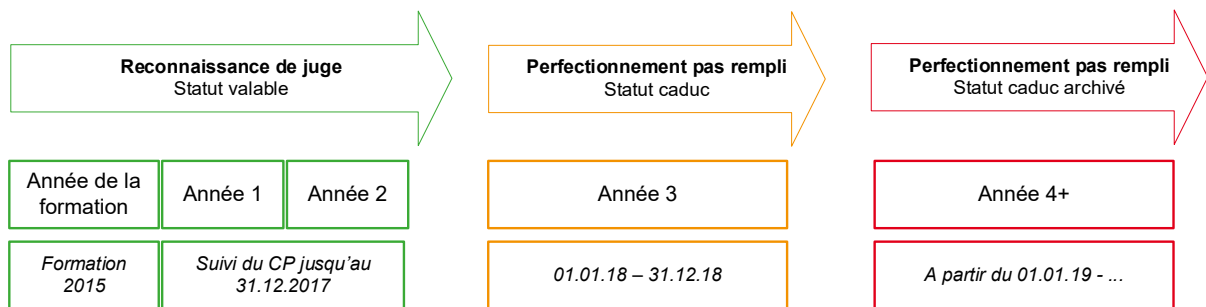 Reconnaissance de juge
Statut valable
Perfectionnement pas rempli
Statut caduc
Perfectionnement pas rempli
Statut caduc archivé
Année de la
formation
Année 1
Année 2
Année 3
Année 4+
Formation
2015
Suivi du CP jusqu’au
31.12.2017
01.01.18 – 31.12.18
A partir du 01.01.19 - ...